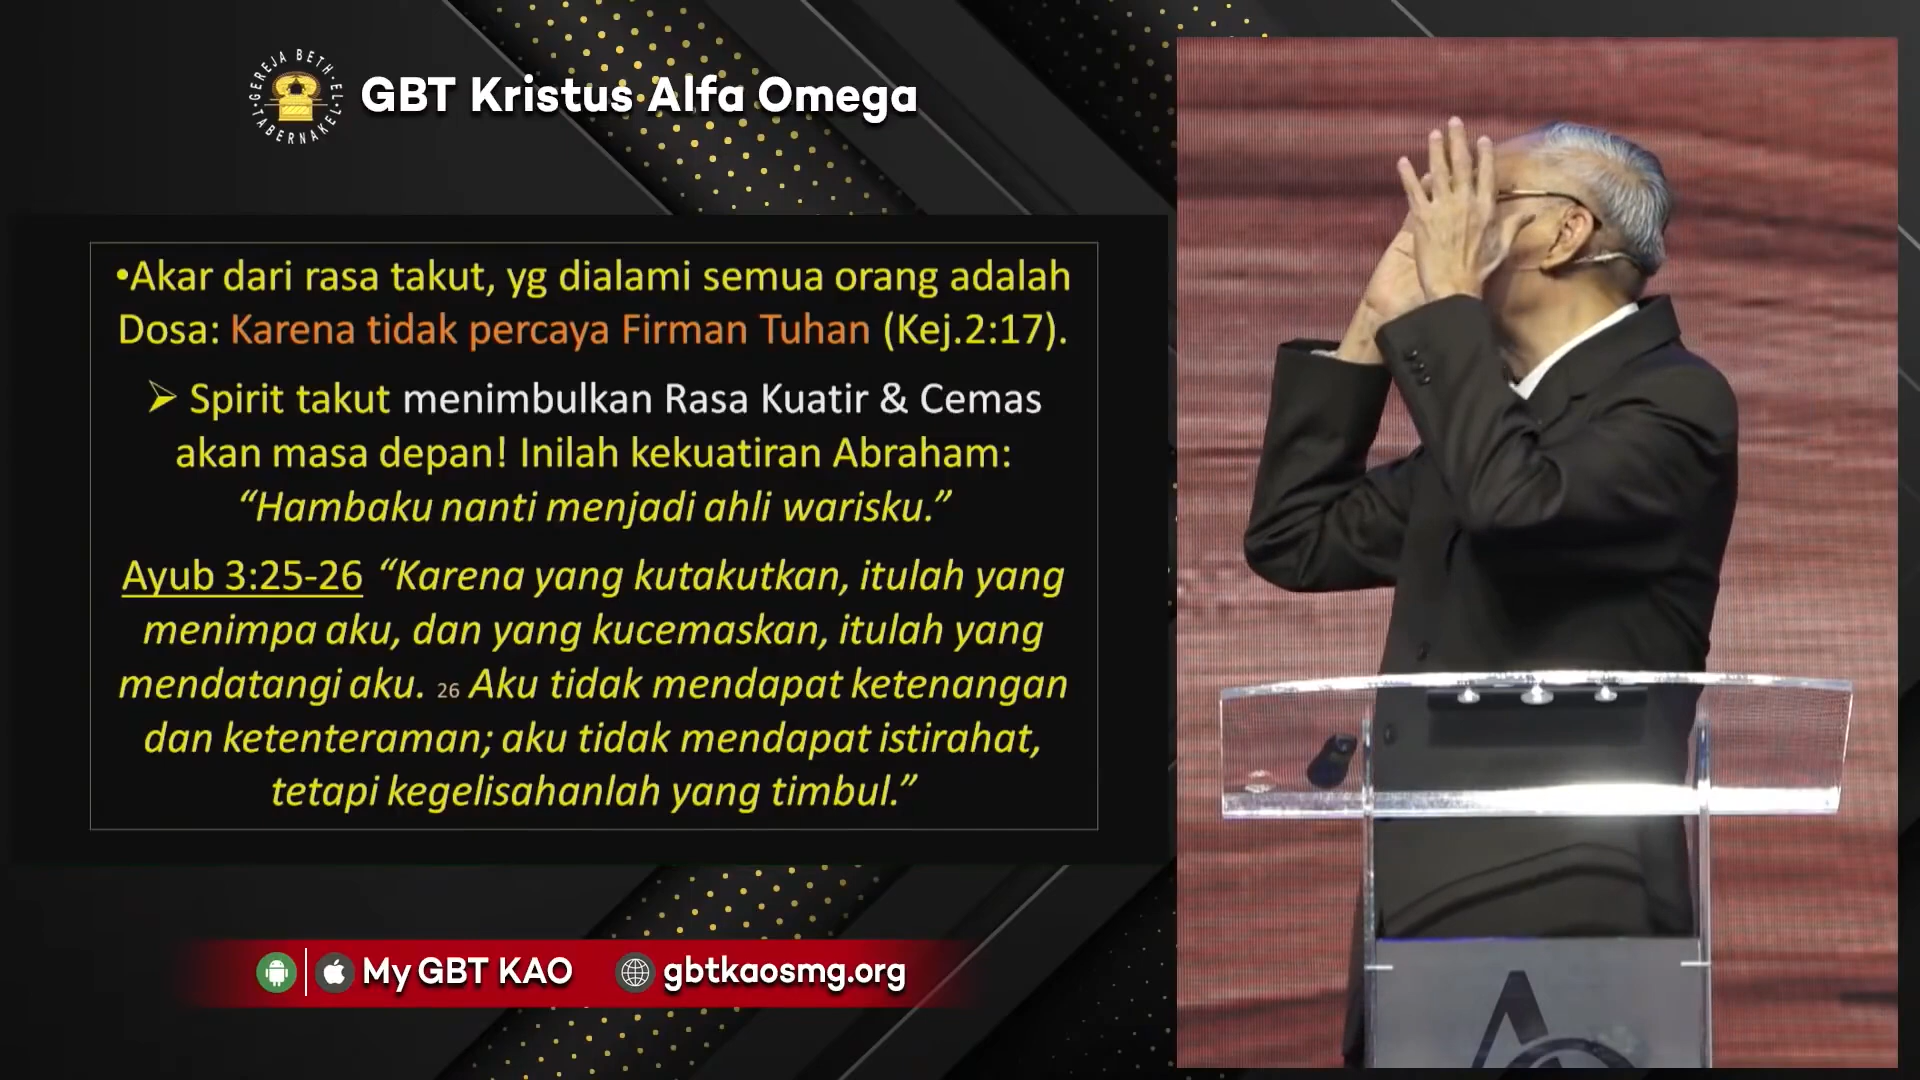 GEREJA BETH-EL TABERNAKEL
GBT Kristus Alfa Omega
•Akar dari rasa takut, yg dialami semua orang adalah
Dosa: Karena tidak percaya Firman Tuhan (Kej.2:17).
➢ Spirit takut menimbulkan Rasa Kuatir & Cemas
akan masa depan! Inilah kekuatiran Abraham:
“Hambaku nanti menjadi ahli warisku.”
Ayub 3:25-26 “Karena yang kutakutkan, itulah yang
menimpa aku, dan yang kucemaskan, itulah yang
mendatangi aku. 26 Aku tidak mendapat ketenangan
dan ketenteraman; aku tidak mendapat istirahat,
tetapi kegelisahanlah yang timbul.”
My GBT KAO
gbtkaosmg.org